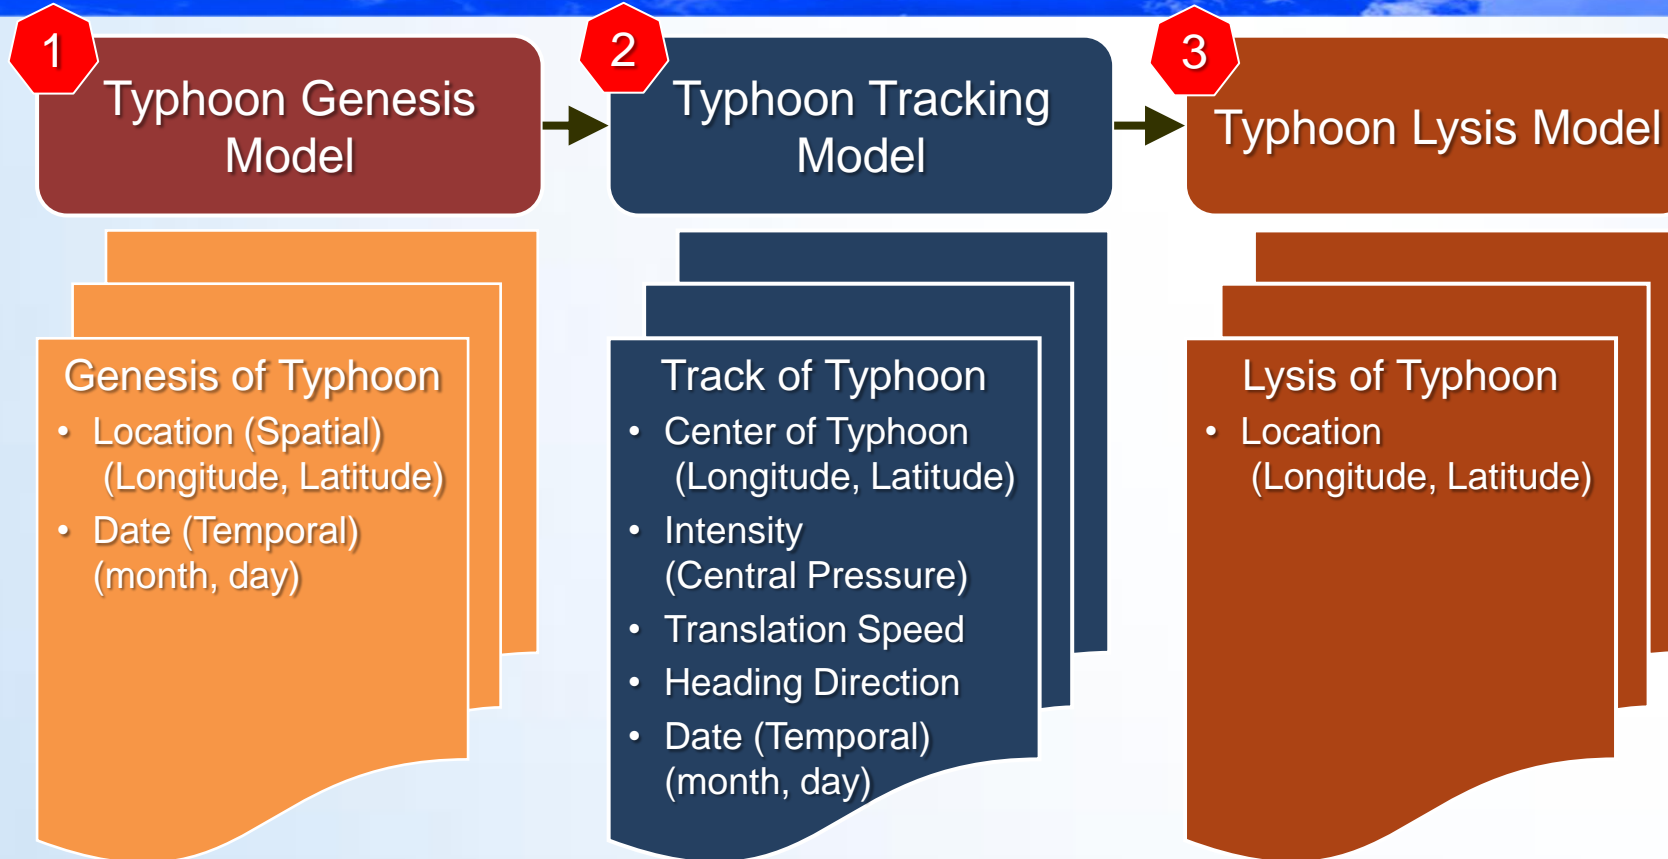 1
Typhoon Genesis
Model
2
Typhoon Tracking
Model
3
Typhoon Lysis Model
Genesis of Typhoon
• Location (Spatial)
(Longitude, Latitude)
• Date (Temporal)
(month, day)
Track of Typhoon
• Center of Typhoon
(Longitude, Latitude)
• Intensity
(Central Pressure)
• Translation Speed
• Heading Direction
• Date (Temporal)
(month, day)
Lysis of Typhoon
• Location
(Longitude, Latitude)